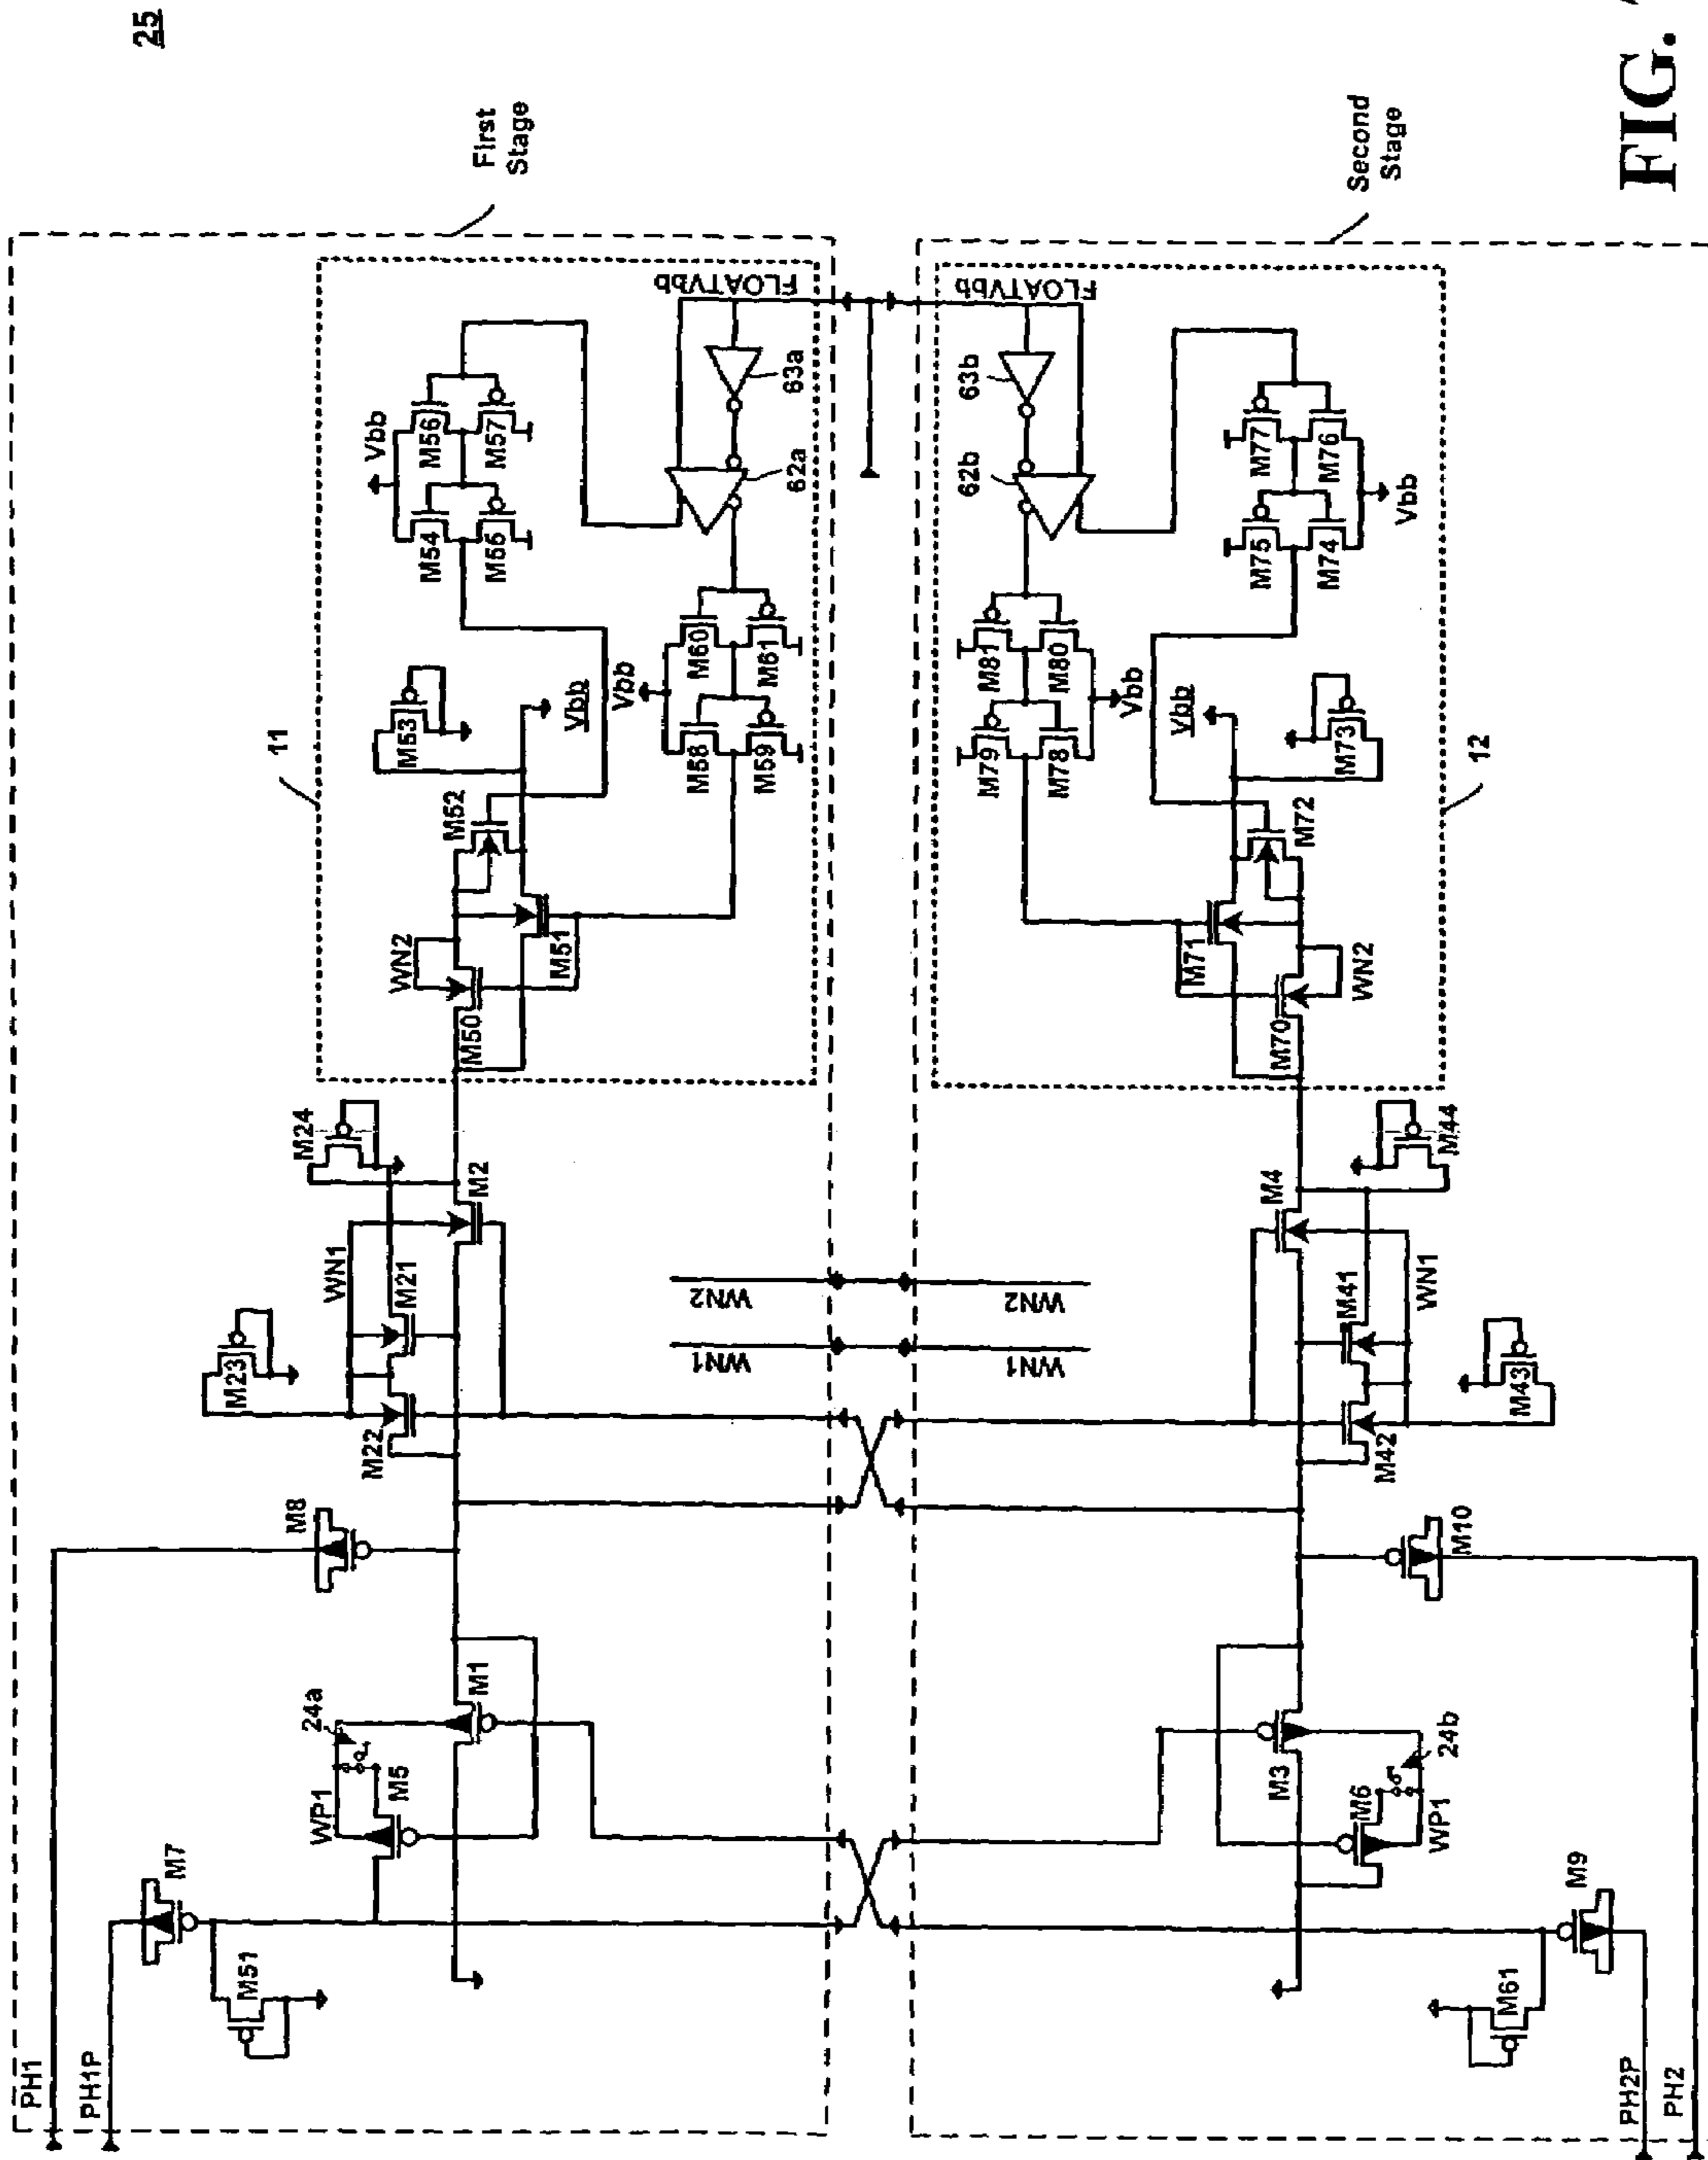 25
First
Stage
Second
Stage
FIG.
11
12
FLOATVbb
FLOATVbb
63a
62a
63b
62b
Vbb
M56
M57
M54
M55
Vbb
M60
M61
M58
M59
M53
Vbb
M52
M51
WN2
M50
M81
M80
M79
M78
Vbb
M77
M76
M75
M74
Vbb
Vbb
M73
M72
M71
M70
WN2
M24
M2
WN1
M21
M23
M22
WN2
WN2
WN1
WN1
M44
M4
M41
WN1
M43
M42
M8
M10
24a
M1
M5
WP1
M7
M51
24b
M3
M6
WP1
M9
M61
PH1
PH1P
PH2P
PH2